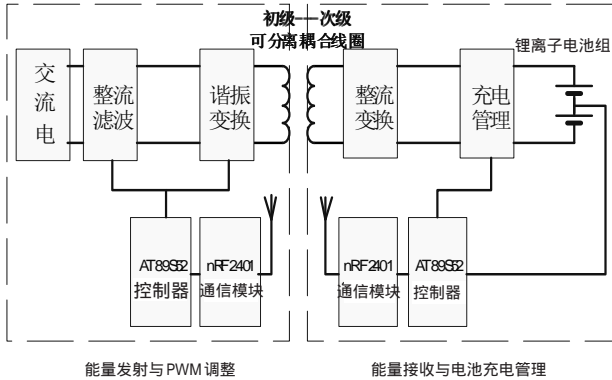 初级----次级
可分离耦合线圈
锂离子电池组
交
流
电
整流
滤波
谐振
变换
整流
变换
充电
管理
AT89S52
控制器
nRF2401
通信模块
nRF2401
通信模块
AT89S52
控制器
能量发射与PWM调整
能量接收与电池充电管理